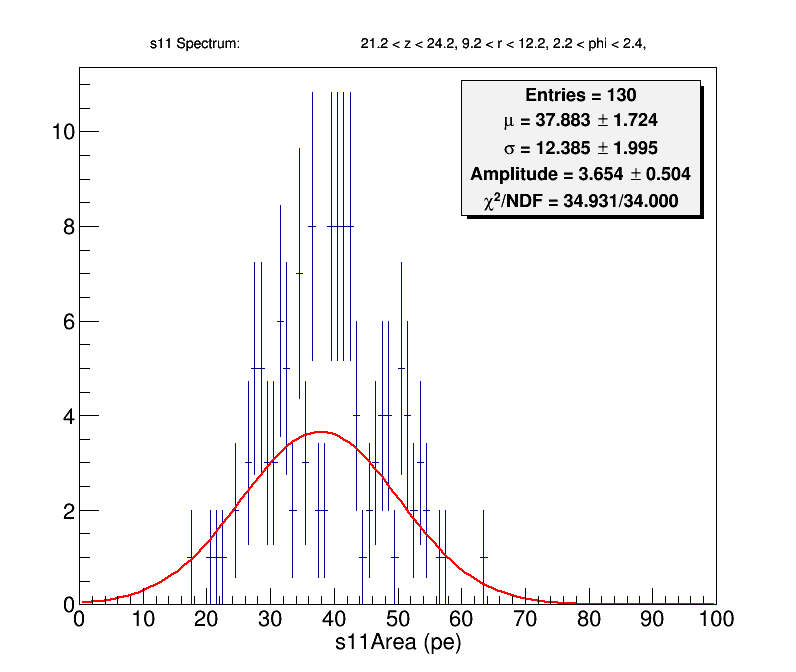 s11 Spectrum: 21.2 < z < 24.2, 9.2 < r < 12.2, 2.2 < phi < 2.4,
Entries = 130
μ = 37.883 ± 1.724
σ = 12.385 ± 1.995
Amplitude = 3.654 ± 0.504
χ²/NDF = 34.931/34.000
10
8
6
4
2
0
0 10 20 30 40 50 60 70 80 90 100
s11Area (pe)